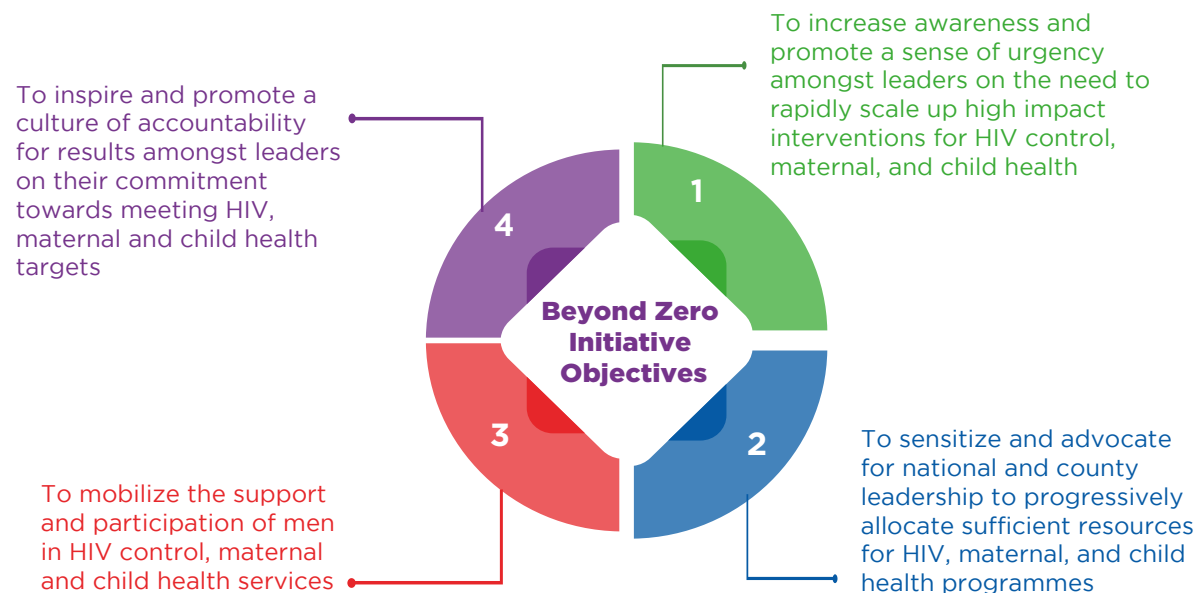 Beyond Zero
Initiative
Objectives
1
To increase awareness and
promote a sense of urgency
amongst leaders on the need to
rapidly scale up high impact
interventions for HIV control,
maternal, and child health
2
To sensitize and advocate
for national and county
leadership to progressively
allocate sufficient resources
for HIV, maternal, and child
health programmes
3
To mobilize the support
and participation of men
in HIV control, maternal
and child health services
4
To inspire and promote a
culture of accountability
for results amongst leaders
on their commitment
towards meeting HIV,
maternal and child health
targets